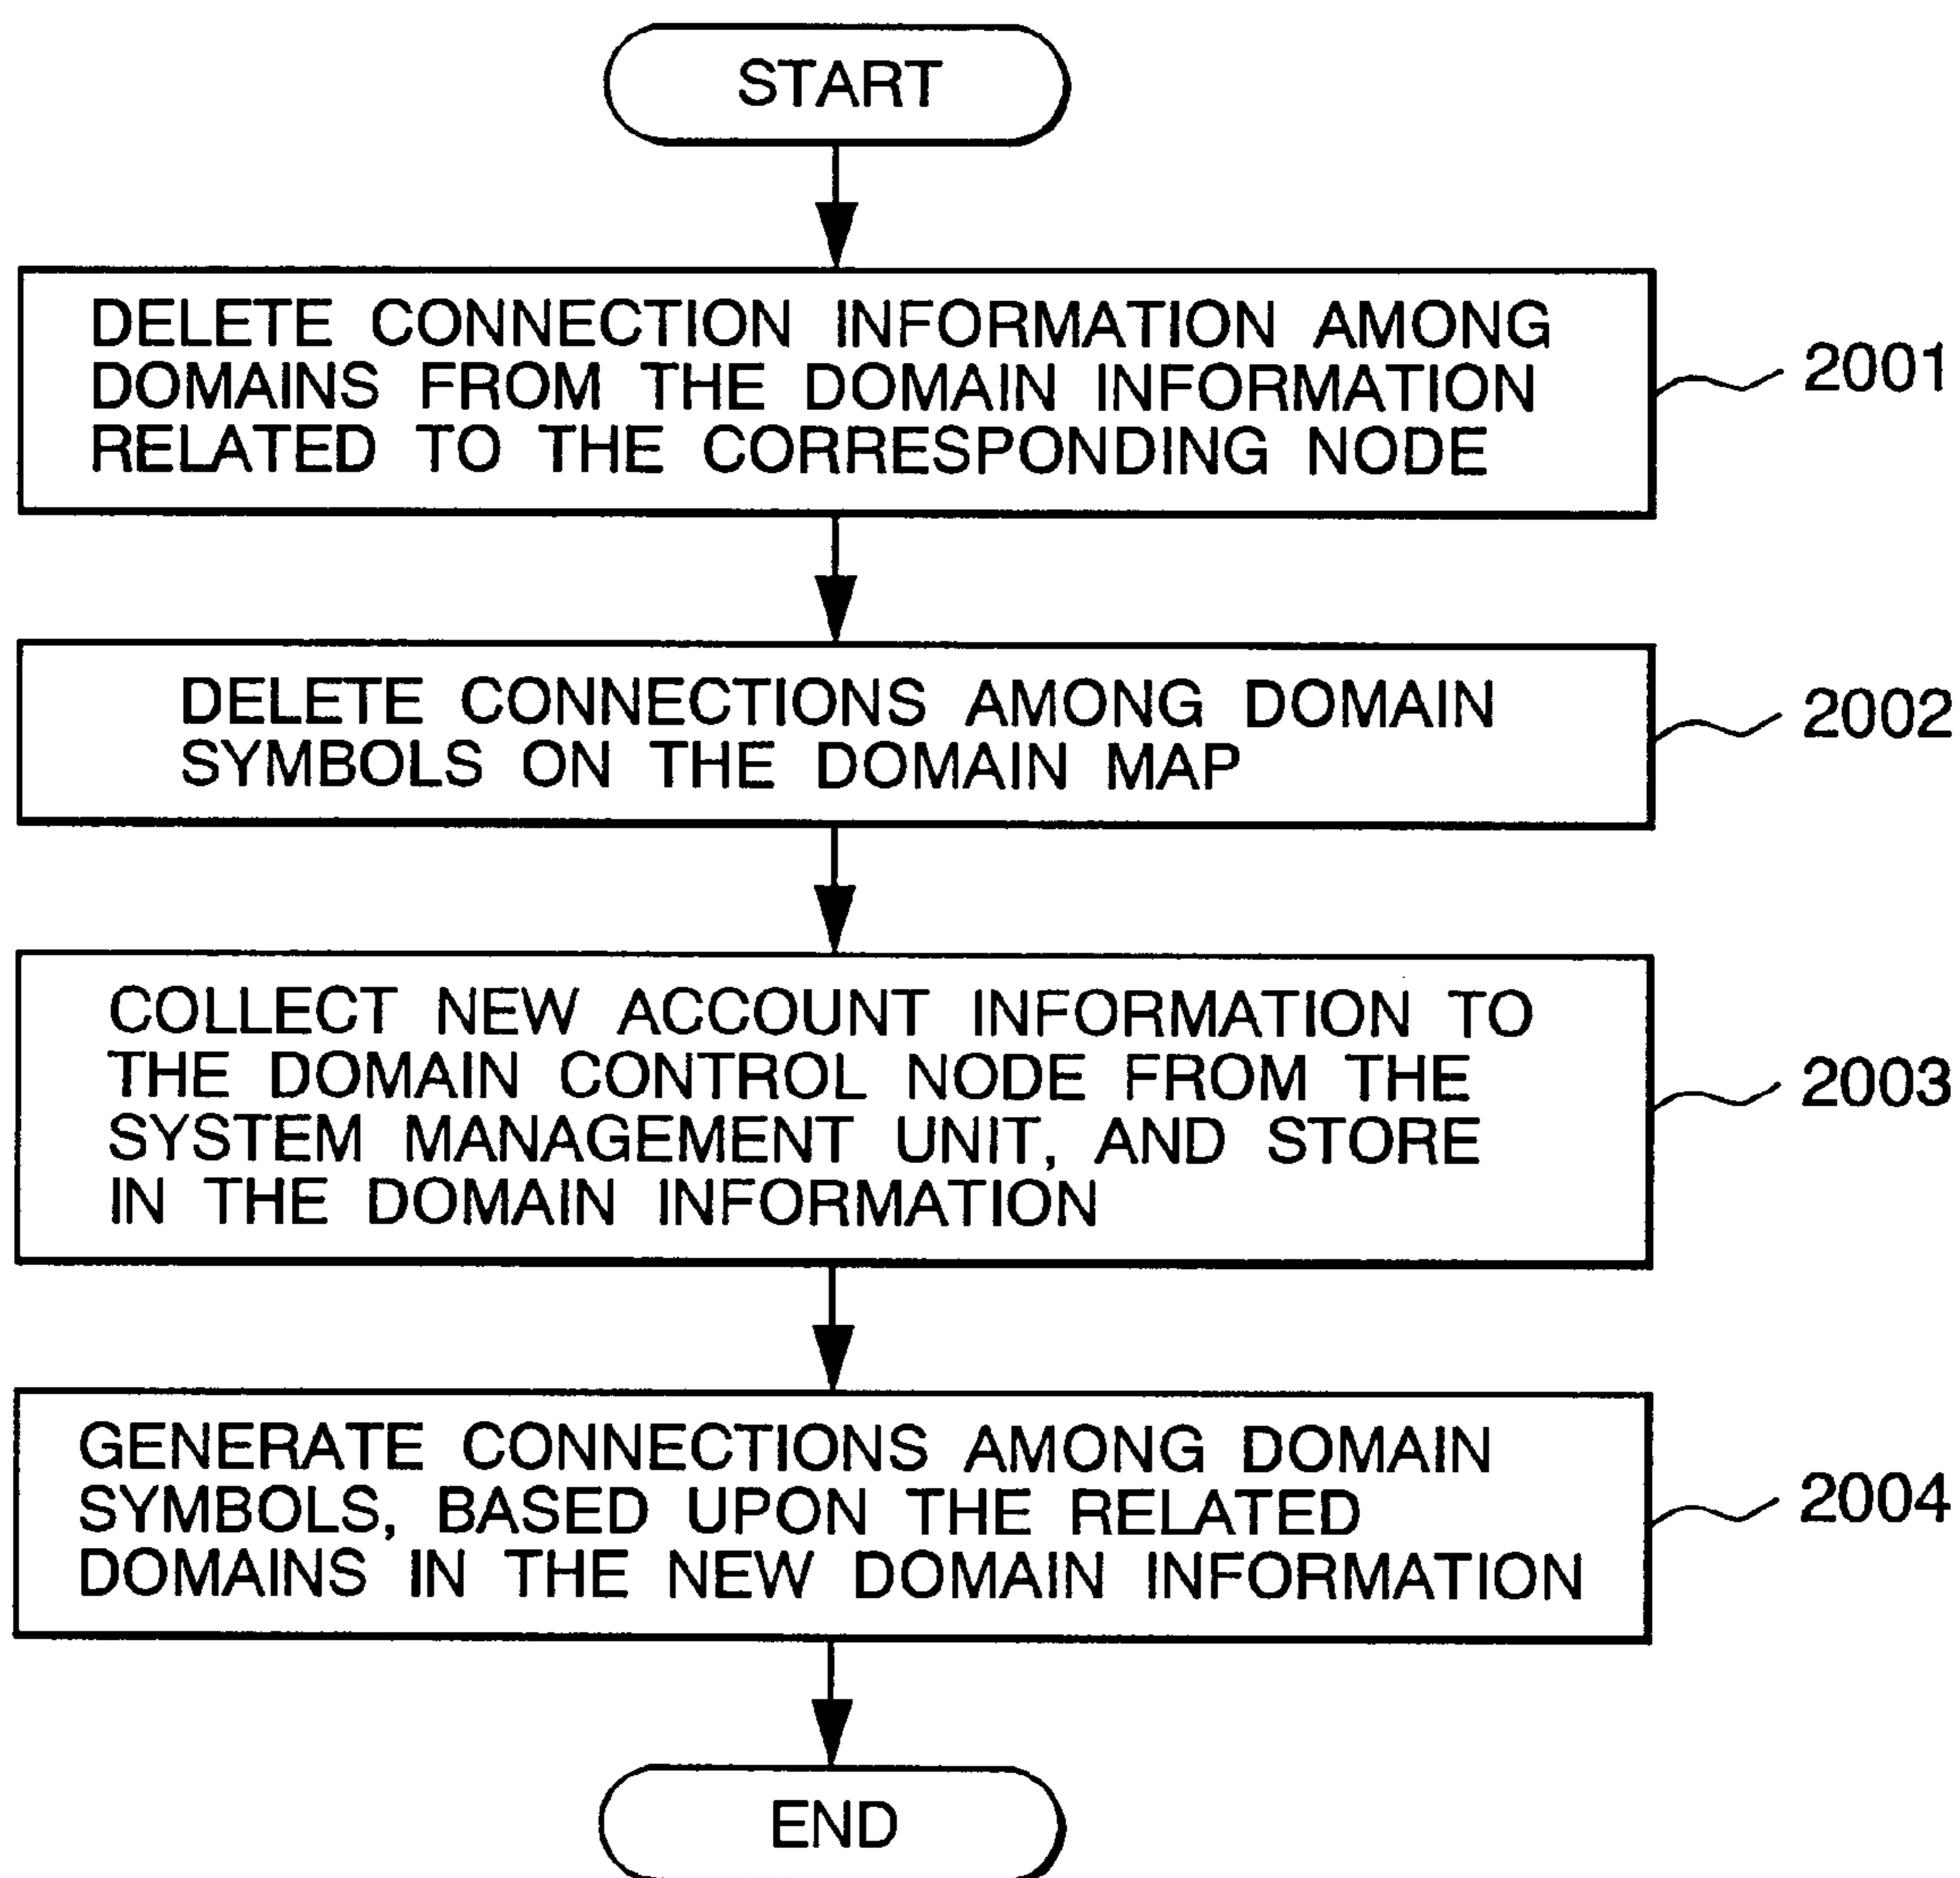 START
DELETE CONNECTION INFORMATION AMONG
DOMAINS FROM THE DOMAIN INFORMATION
RELATED TO THE CORRESPONDING NODE
2001
DELETE CONNECTIONS AMONG DOMAIN
SYMBOLS ON THE DOMAIN MAP
2002
COLLECT NEW ACCOUNT INFORMATION TO
THE DOMAIN CONTROL NODE FROM THE
SYSTEM MANAGEMENT UNIT, AND STORE
IN THE DOMAIN INFORMATION
2003
GENERATE CONNECTIONS AMONG DOMAIN
SYMBOLS, BASED UPON THE RELATED
DOMAINS, IN THE NEW DOMAIN INFORMATION
2004
END